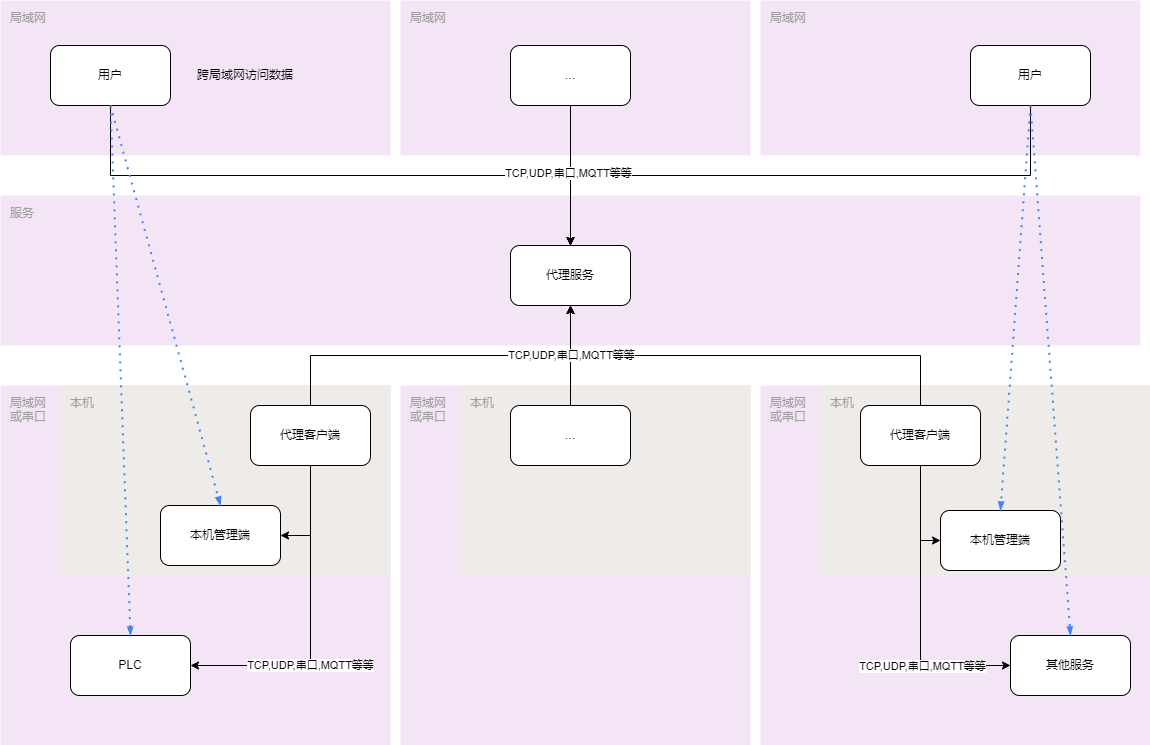 局域网
局域网
局域网
用户
跨局域网访问数据
...
用户
TCP,UDP,串口,MQTT等等
服务
代理服务
TCP,UDP,串口,MQTT等等
局域网
或串口
本机
局域网
或串口
本机
局域网
或串口
本机
代理客户端
...
代理客户端
本机管理端
本机管理端
PLC
TCP,UDP,串口,MQTT等等
TCP,UDP,串口,MQTT等等
其他服务